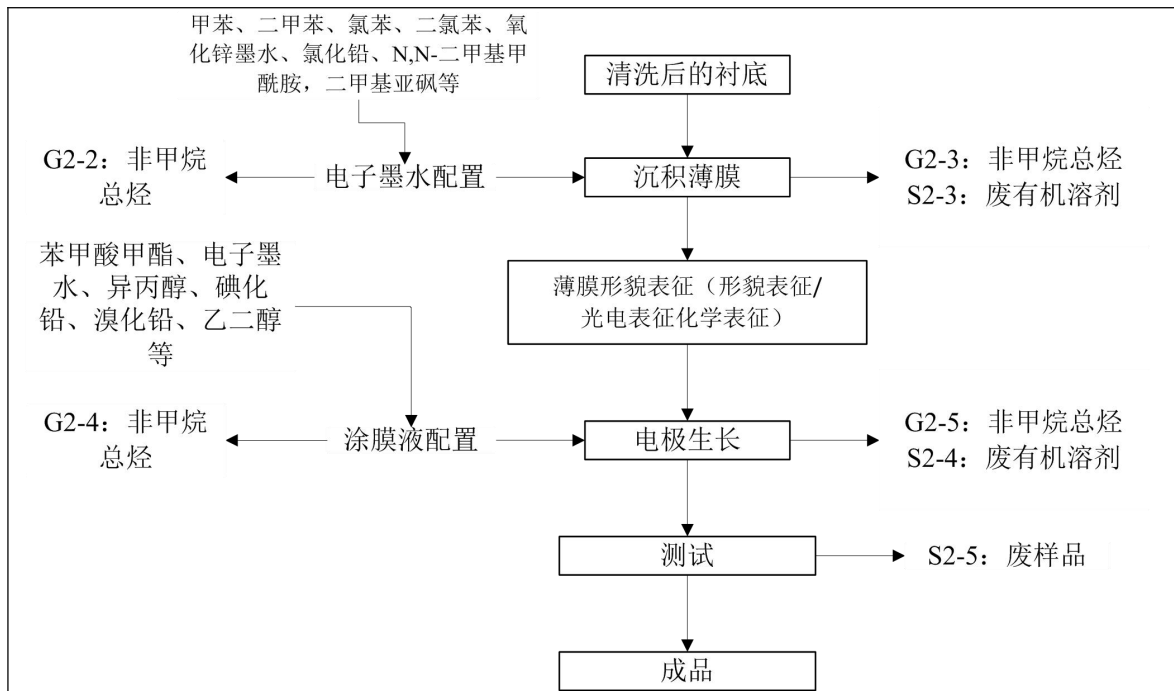 甲苯、二甲苯、氯苯、二氯苯、氧
化锌墨水、氯化铅、N,N-二甲基甲
酰胺，二甲基亚砜等
清洗后的衬底
G2-2：非甲烷
总烃
电子墨水配置
沉积薄膜
G2-3：非甲烷总烃
S2-3：废有机溶剂
苯甲酸甲酯、电子墨
水、异丙醇、碘化
铅、溴化铅、乙二醇
等
薄膜形貌表征（形貌表征/
光电表征化学表征）
G2-4：非甲烷
总烃
涂膜液配置
电极生长
G2-5：非甲烷总烃
S2-4：废有机溶剂
测试
S2-5：废样品
成品